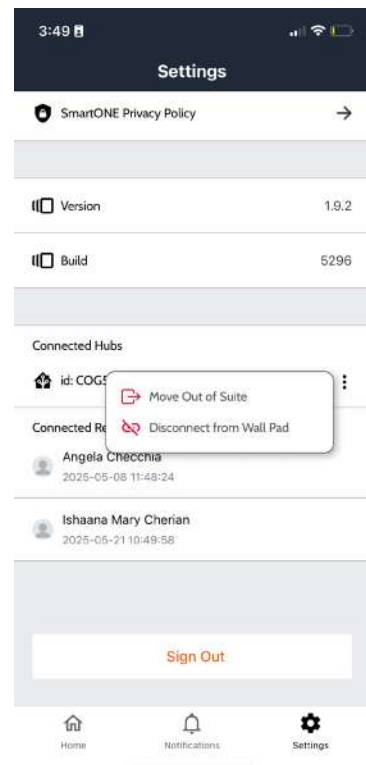 3:49
Settings
SmartONE Privacy Policy
Version 1.9.2
Build 5296
Connected Hubs
id:
Move Out of Suite
Connected
Disconnect from Wall Pad
Angela Checchia
2025-05-08 11:48:24
Ishaana Mary Cherian
2025-05-21 10:49:58
Sign Out
Home Notifications Settings